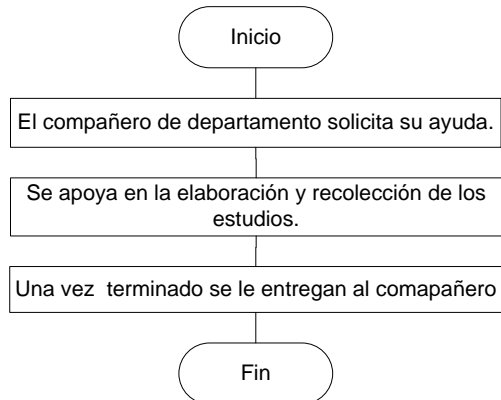 Inicio
El compañero de departamento solicita su ayuda.
Se apoya en la elaboración y recolección de los
estudios.
Una vez  terminado se le entregan al comapañero
Fin